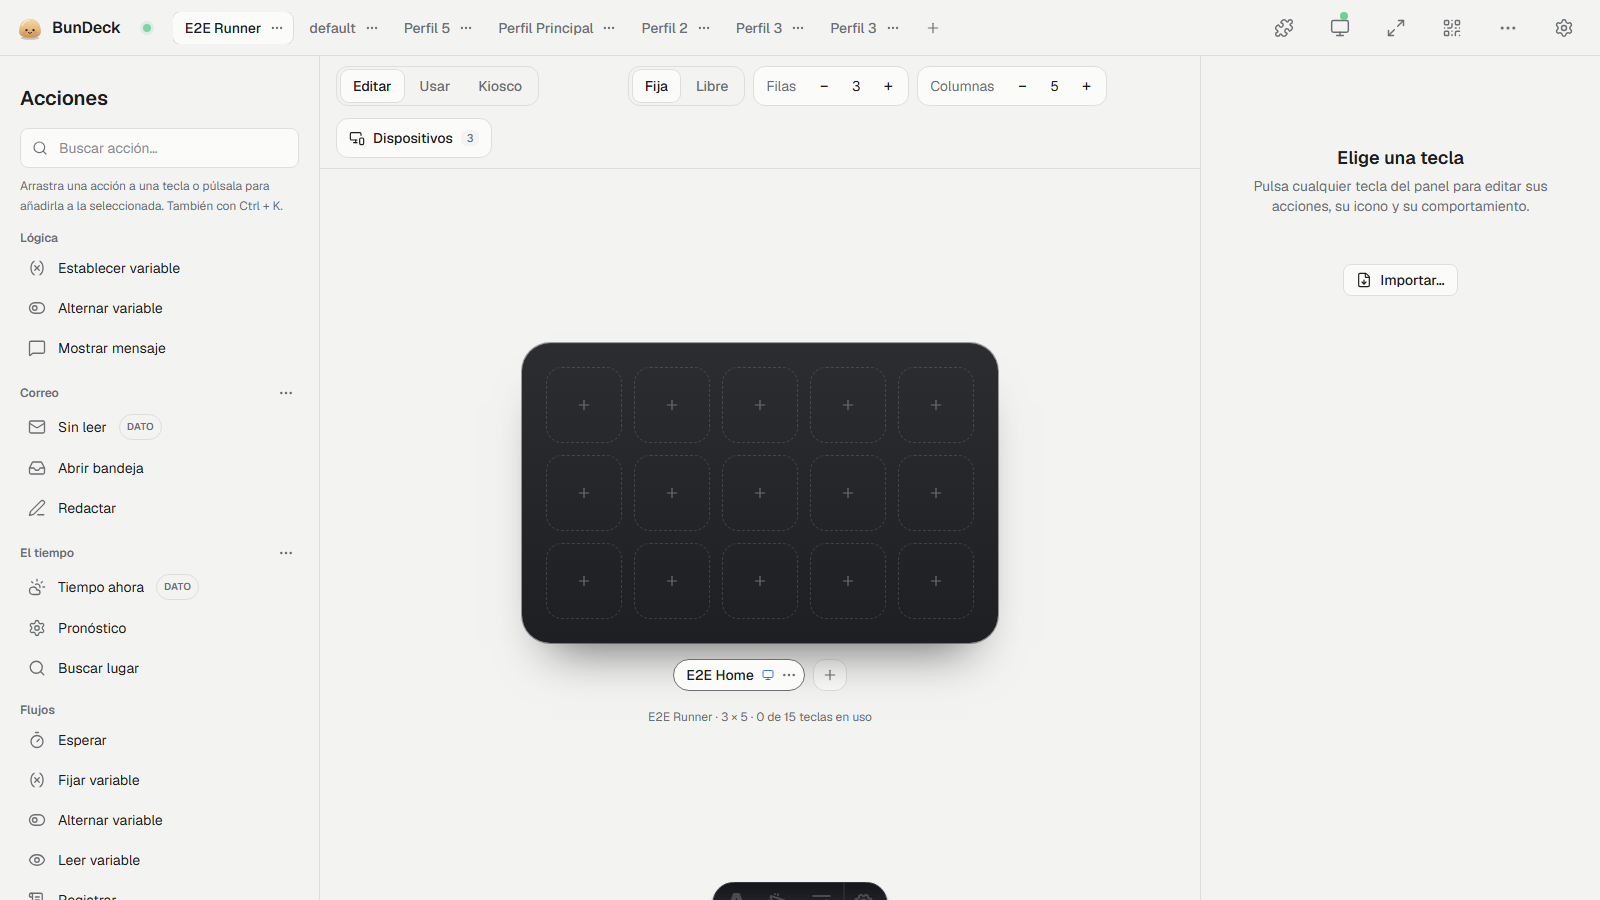 BunDeck
E2E Runner
default
Perfil 5
Perfil Principal
Perfil 2
Perfil 3
Perfil 3
Acciones
Buscar acción…
Arrastra una acción a una tecla o púlsala para
añadirla a la seleccionada. También con Ctrl + K.
Lógica
Establecer variable
Alternar variable
Mostrar mensaje
Correo
Sin leer DATO
Abrir bandeja
Redactar
El tiempo
Tiempo ahora DATO
Pronóstico
Buscar lugar
Flujos
Esperar
Fijar variable
Alternar variable
Leer variable
Registrar
Editar Usar Kiosco
Fija Libre
Filas − 3 +
Columnas − 5 +
Dispositivos 3
E2E Home
E2E Runner · 3 × 5 · 0 de 15 teclas en uso
Elige una tecla
Pulsa cualquier tecla del panel para editar sus
acciones, su icono y su comportamiento.
Importar…